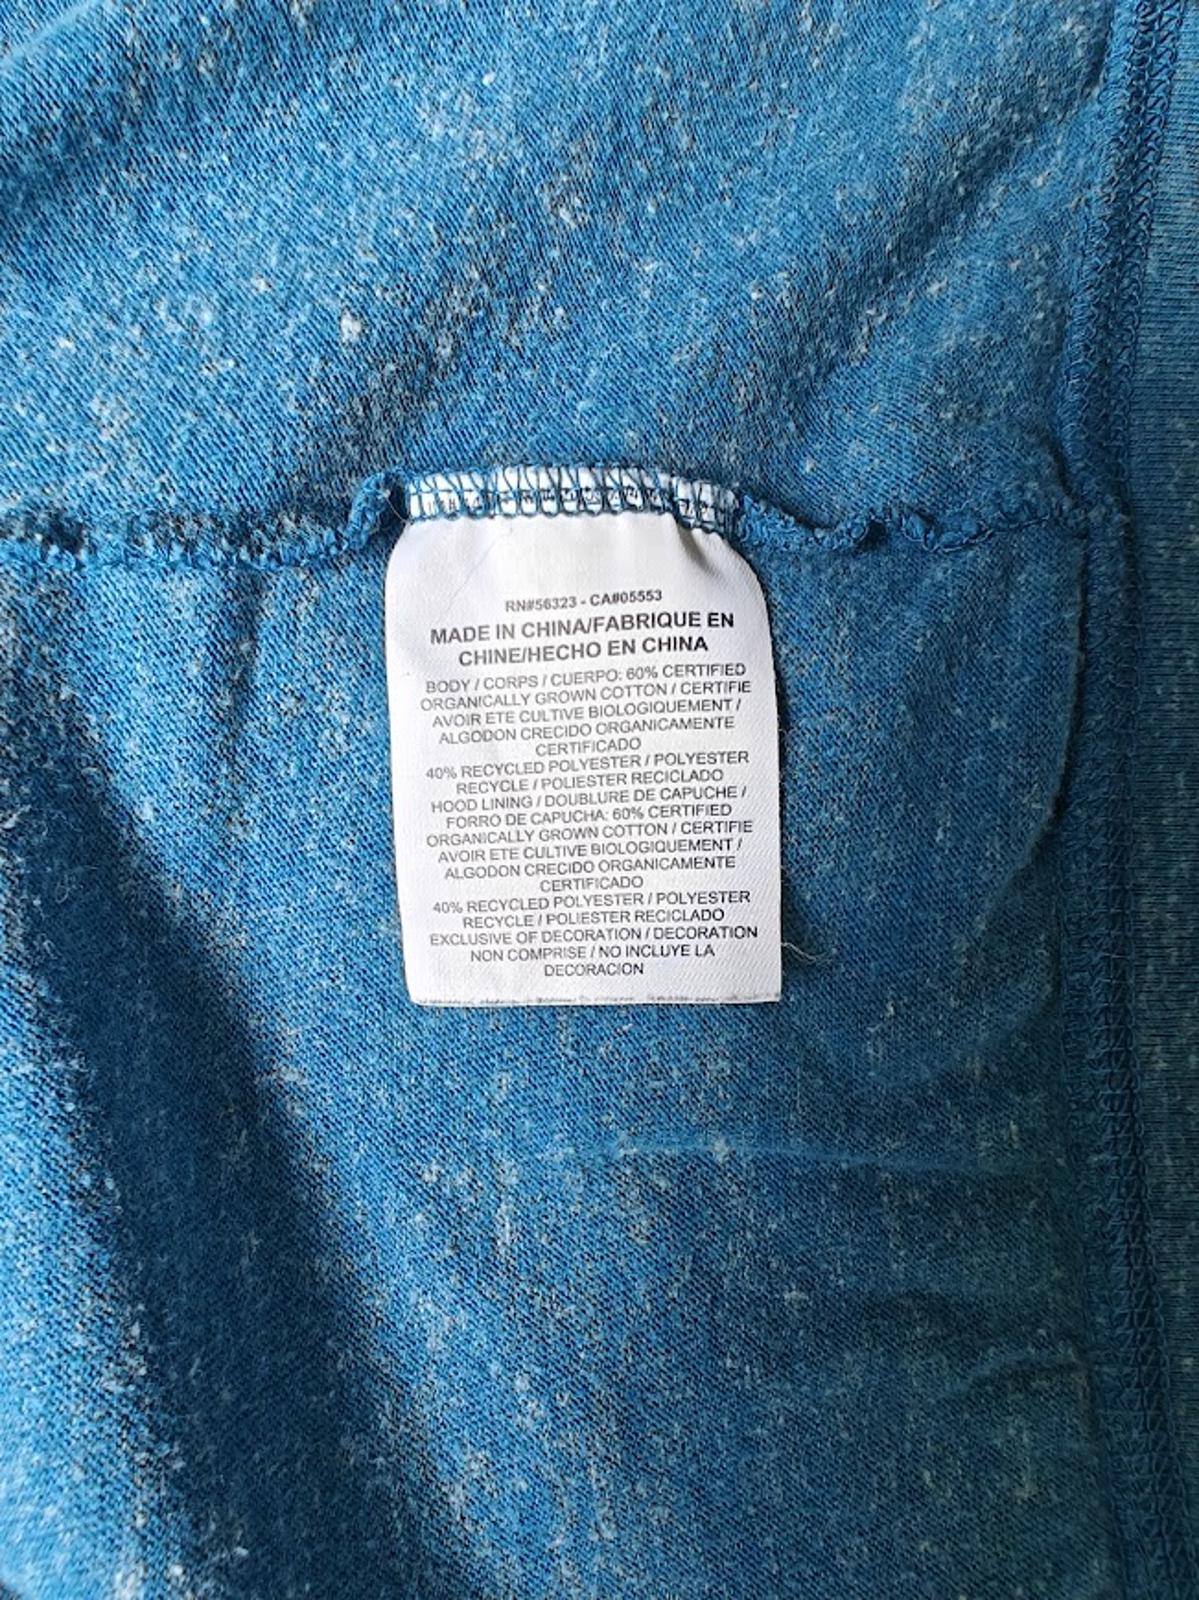 RN#56323 - CA#05553
MADE IN CHINA/FABRIQUE EN
CHINE/HECHO EN CHINA
BODY / CORPS / CUERPO: 60% CERTIFIED
ORGANICALLY GROWN COTTON / CERTIFIE
AVOIR ETE CULTIVE BIOLOGIQUEMENT /
ALGODON CRECIDO ORGANICAMENTE
CERTIFICADO
40% RECYCLED POLYESTER / POLYESTER
RECYCLE / POLIESTER RECICLADO
HOOD LINING / DOUBLURE DE CAPUCHE /
FORRO DE CAPUCHA: 60% CERTIFIED
ORGANICALLY GROWN COTTON / CERTIFIE
AVOIR ETE CULTIVE BIOLOGIQUEMENT /
ALGODON CRECIDO ORGANICAMENTE
CERTIFICADO
40% RECYCLED POLYESTER / POLYESTER
RECYCLE / POLIESTER RECICLADO
EXCLUSIVE OF DECORATION / DECORATION
NON COMPRISE / NO INCLUYE LA
DECORACION